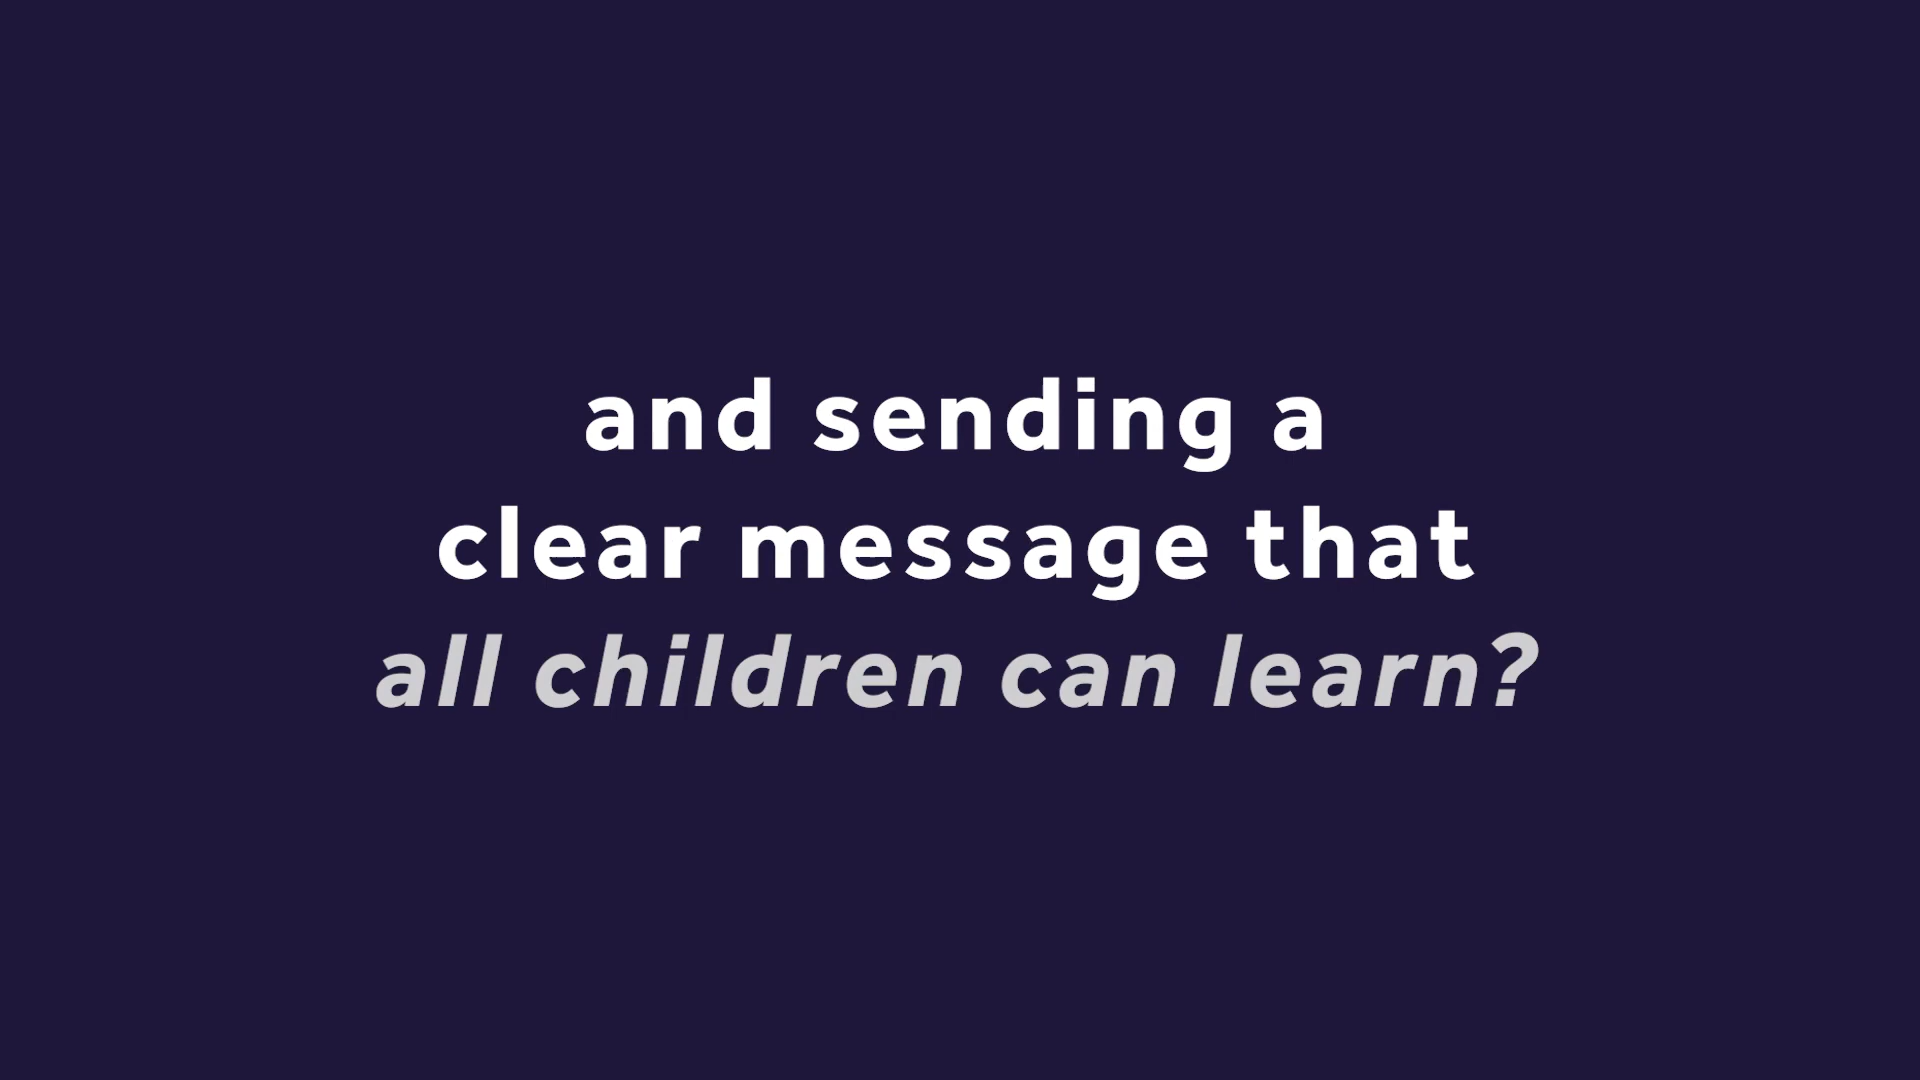 and sending a
clear message that
all children can learn?